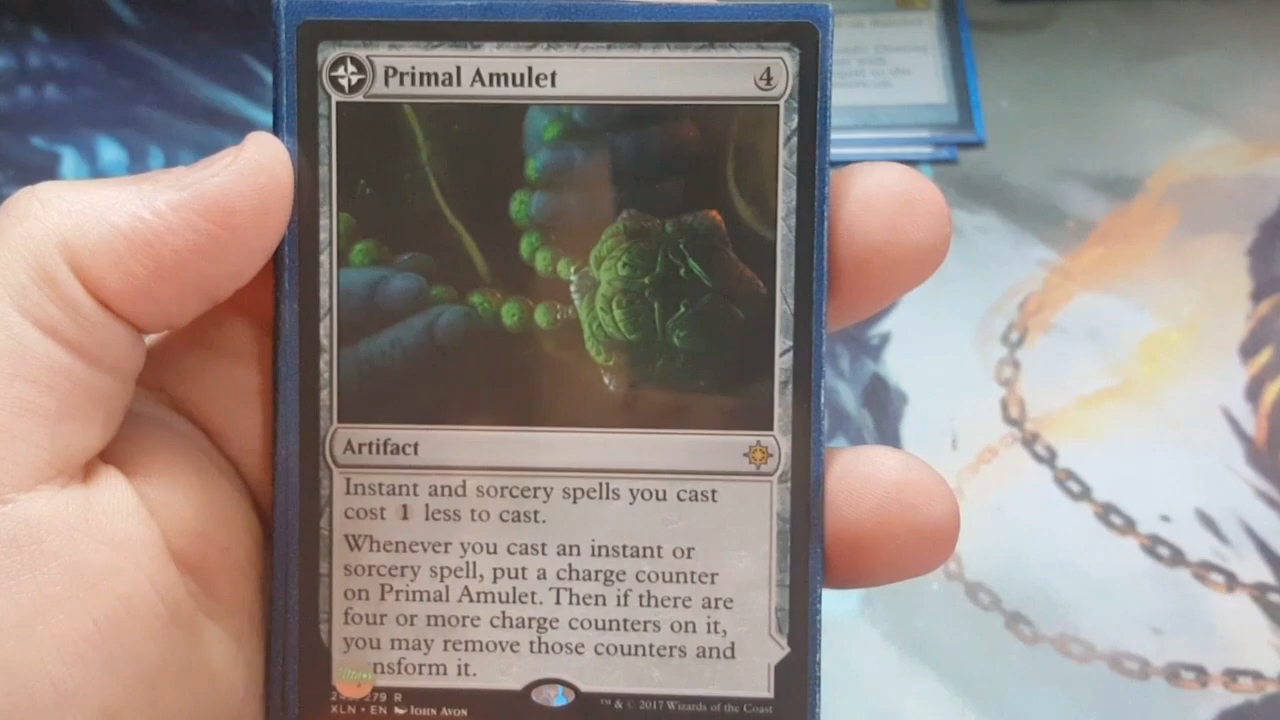 Primal Amulet 4
Artifact
Instant and sorcery spells you cast
cost 1 less to cast.
Whenever you cast an instant or
sorcery spell, put a charge counter
on Primal Amulet. Then if there are
four or more charge counters on it,
you may remove those counters and
nsform it.
279 R
XLN • EN JOHN AVON
™ & © 2017 Wizards of the Coast